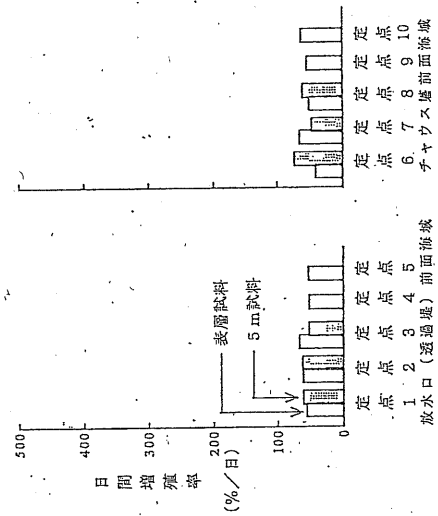 500
400
300
200
100
0
日間増殖率
(%/日)
表層試料
5m試料
定点1
定点2
定点3
定点4
定点5
放水口(透過堤)前面海域
定点6
定点7
定点8
定点9
定点10
チャウス鼻前面海域